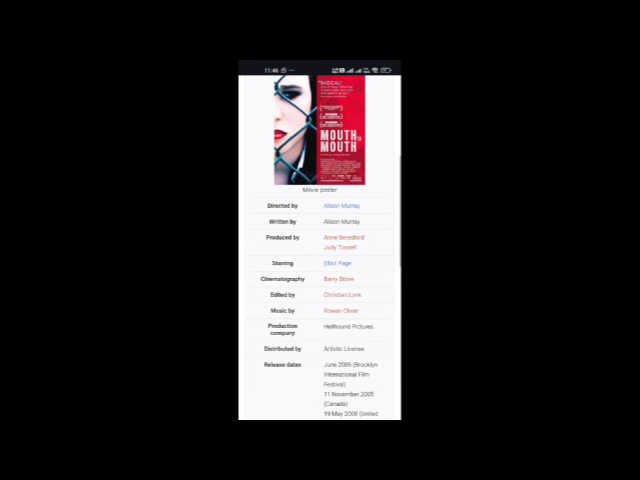 11:46
"RADICAL!
MOUTH TO
MOUTH
Movie poster
Directed by Alison Murray
Written by Alison Murray
Produced by Anne Beresford
Judy Tossell
Starring Elliot Page
Cinematography Barry Stone
Edited by Christian Lonk
Music by Rowan Oliver
Production
company Hellhound Pictures
Distributed by Artistic License
Release dates June 2005 (Brooklyn
International Film
Festival)
11 November 2005
(Canada)
19 May 2006 (United